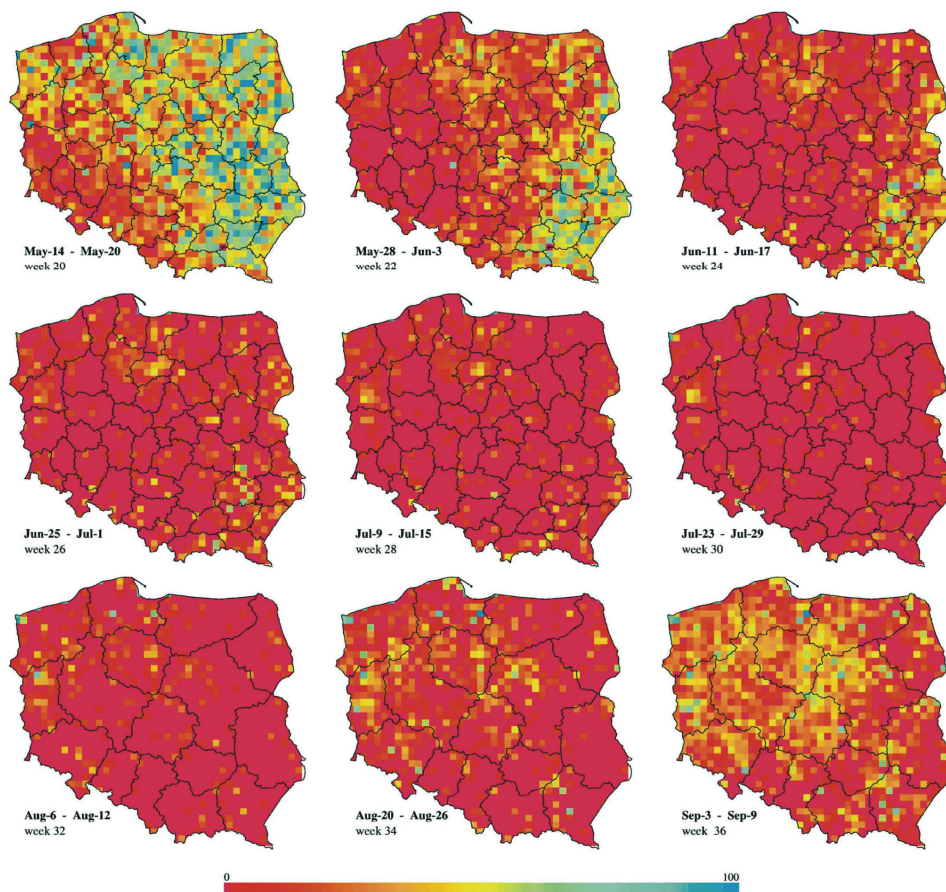 May-14 - May-20
week 20
May-28 - Jun-3
week 22
Jun-11 - Jun-17
week 24
Jun-25 - Jul-1
week 26
Jul-9 - Jul-15
week 28
Jul-23 - Jul-29
week 30
Aug-6 - Aug-12
week 32
Aug-20 - Aug-26
week 34
Sep-3 - Sep-9
week 36
0 100